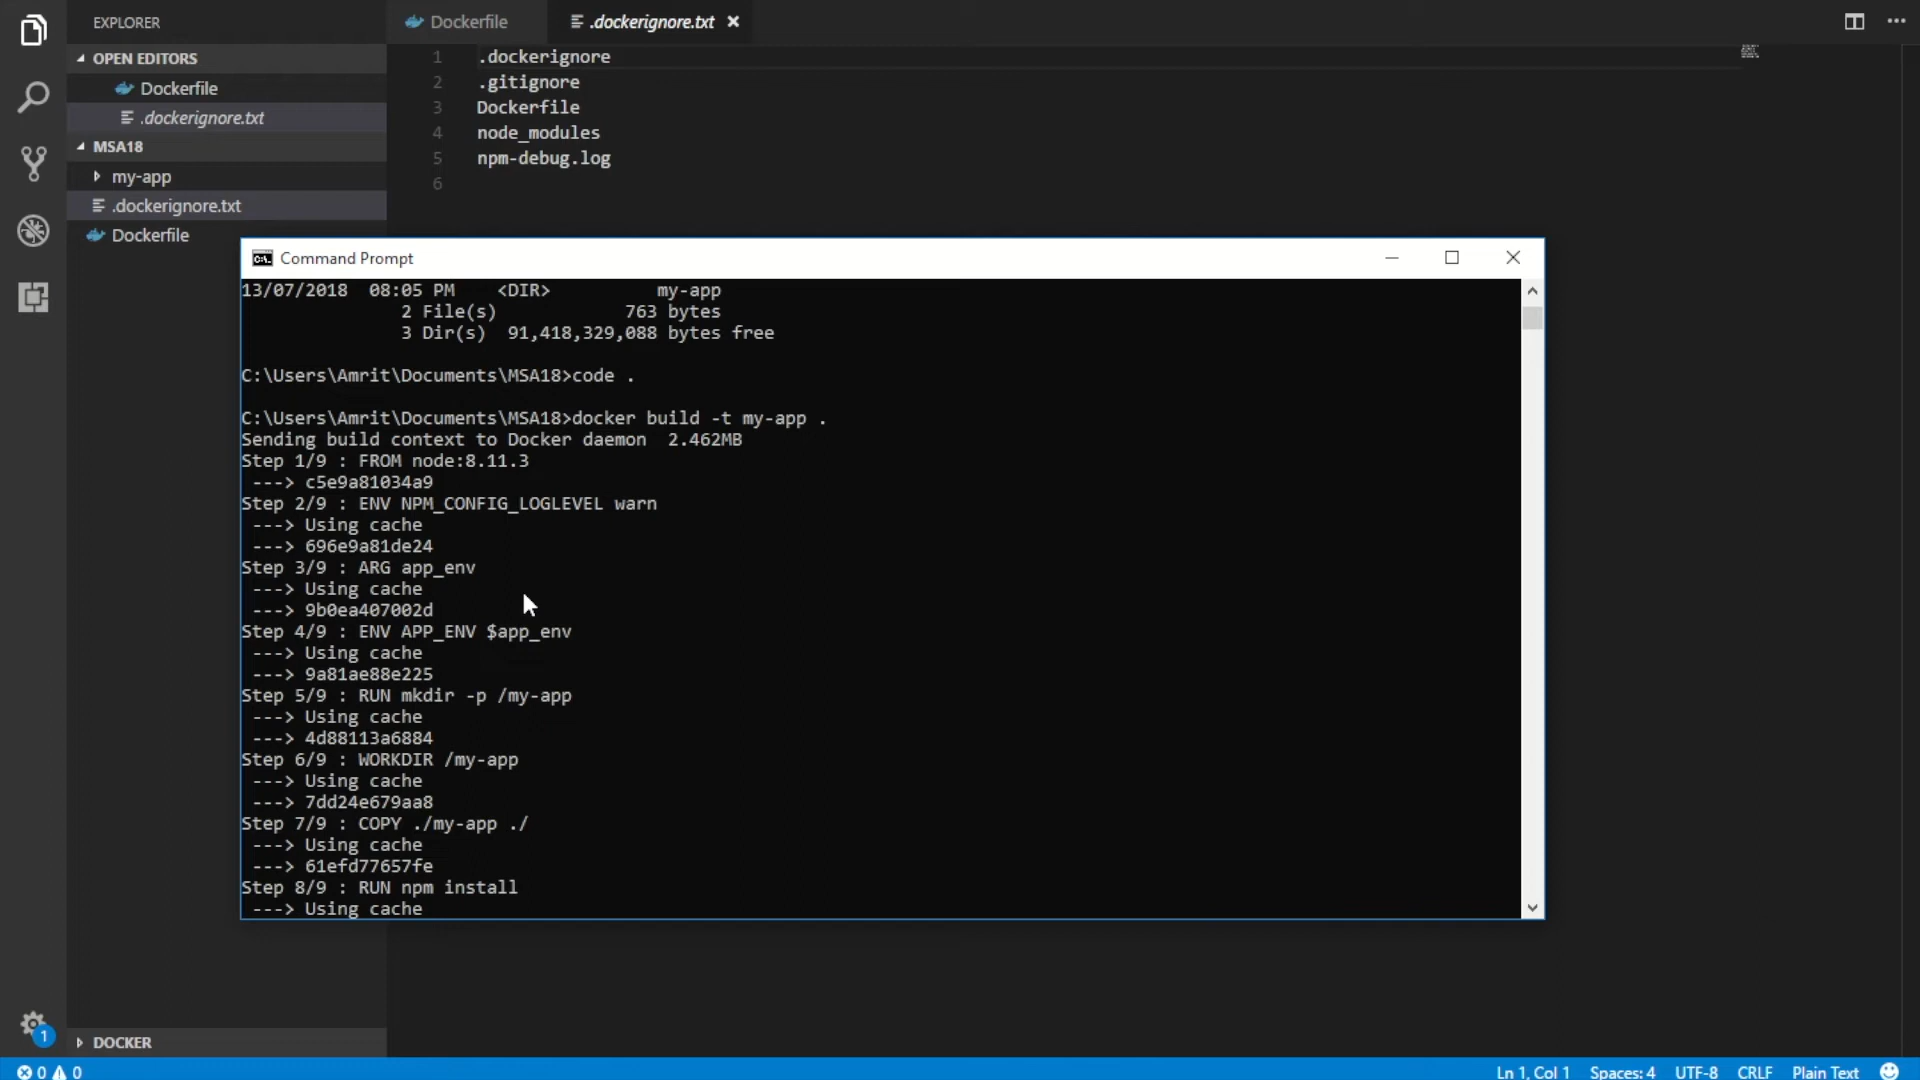 EXPLORER
OPEN EDITORS
Dockerfile
.dockerignore.txt
MSA18
my-app
.dockerignore.txt
Dockerfile
Dockerfile
.dockerignore.txt
1 .dockerignore
2 .gitignore
3 Dockerfile
4 node_modules
5 npm-debug.log
6
Command Prompt
13/07/2018  08:05 PM    <DIR>          my-app
2 File(s)            763 bytes
3 Dir(s)  91,418,329,088 bytes free
C:\Users\Amrit\Documents\MSA18>code .
C:\Users\Amrit\Documents\MSA18>docker build -t my-app .
Sending build context to Docker daemon  2.462MB
Step 1/9 : FROM node:8.11.3
---> c5e9a81034a9
Step 2/9 : ENV NPM_CONFIG_LOGLEVEL warn
---> Using cache
---> 696e9a81de24
Step 3/9 : ARG app_env
---> Using cache
---> 9b0ea407002d
Step 4/9 : ENV APP_ENV $app_env
---> Using cache
---> 9a81ae88e225
Step 5/9 : RUN mkdir -p /my-app
---> Using cache
---> 4d88113a6884
Step 6/9 : WORKDIR /my-app
---> Using cache
---> 7dd24e679aa8
Step 7/9 : COPY ./my-app ./
---> Using cache
---> 61efd77657fe
Step 8/9 : RUN npm install
---> Using cache
1
DOCKER
0 0
Ln 1, Col 1 Spaces: 4 UTF-8 CRLF Plain Text